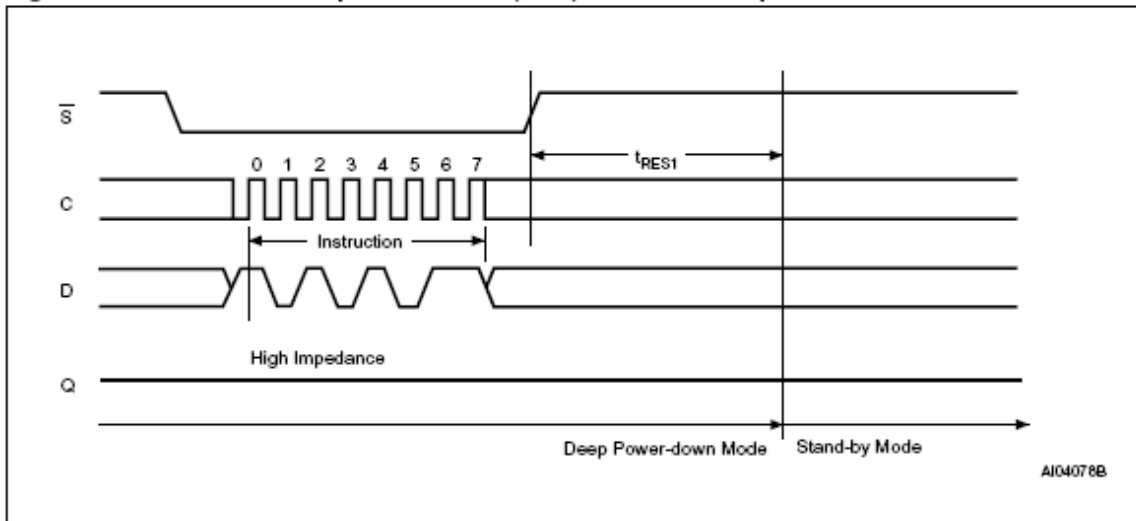 S
0 1 2 3 4 5 6 7
tRES1
C
Instruction
D
High Impedance
Q
Deep Power-down Mode
Stand-by Mode
AI04078B